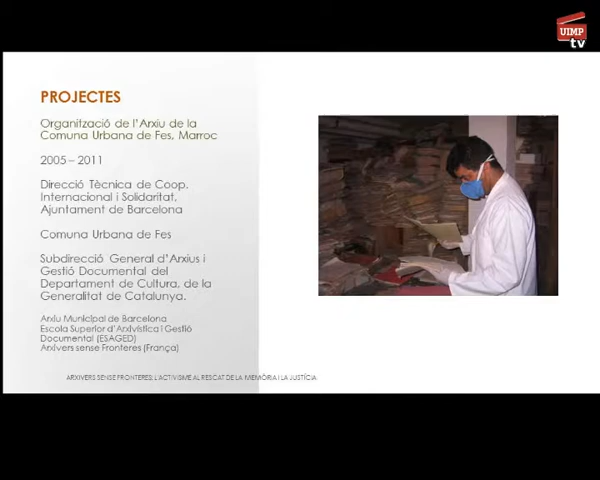 UIMP
tv
PROJECTES
Organització de l'Arxiu de la
Comuna Urbana de Fes, Marroc
2005 – 2011
Direcció Tècnica de Coop.
Internacional i Solidaritat,
Ajuntament de Barcelona
Comuna Urbana de Fes
Subdirecció General d'Arxius i
Gestió Documental del
Departament de Cultura, de la
Generalitat de Catalunya.
Arxiu Municipal de Barcelona
Escola Superior d'Arxivística i Gestió
Documental (ESAGED)
Arxivers sense Fronteres (França)
ARXIVERS SENSE FRONTERES: L'ACTIVISME AL RESCAT DE LA MEMÒRIA I LA JUSTÍCIA